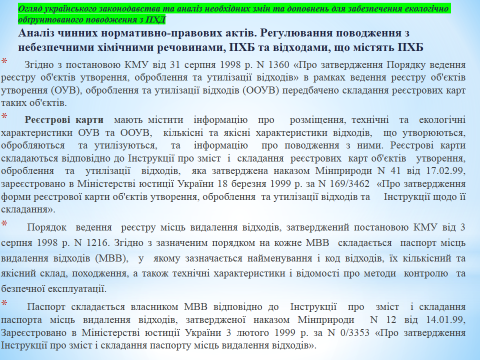 Огляд українського законодавства та аналіз необхідних змін та доповнень для забезпечення екологічно
обґрунтованого поводження з ПХД
Аналіз чинних нормативно-правових актів. Регулювання поводження з
небезпечними хімічними речовинами, ПХБ та відходами, що містять ПХБ
* Згідно з постановою КМУ від 31 серпня 1998 р. N 1360 «Про затвердження Порядку ведення
реєстру об'єктів утворення, оброблення та утилізації відходів» в рамках ведення реєстру об'єктів
утворення (ОУВ), оброблення та утилізації відходів (ООУВ) передбачено складання реєстрових карт
таких об'єктів.
* Реєстрові карти мають містити інформацію про розміщення, технічні та екологічні
характеристики ОУВ та ООУВ, кількісні та якісні характеристики відходів, що утворюються,
обробляються та утилізуються, та інформацію про поводження з ними. Реєстрові карти
складаються відповідно до Інструкції про зміст і складання реєстрових карт об'єктів утворення,
оброблення та утилізації відходів, яка затверджена наказом Мінприроди N 41 від 17.02.99,
зареєстровано в Міністерстві юстиції України 18 березня 1999 р. за N 169/3462 «Про затвердження
форми реєстрової карти об'єктів утворення, оброблення та утилізації відходів та Інструкції щодо її
складання».
* Порядок ведення реєстру місць видалення відходів, затверджений постановою КМУ від 3
серпня 1998 р. N 1216. Згідно з зазначеним порядком на кожне МВВ складається паспорт місць
видалення відходів (МВВ), у якому зазначається найменування і код відходів, їх кількісний та
якісний склад, походження, а також технічні характеристики і відомості про методи контролю та
безпечної експлуатації.
* Паспорт складається власником МВВ відповідно до Інструкції про зміст і складання
паспорта місць видалення відходів, затвердженої наказом Мінприроди N 12 від 14.01.99,
Зареєстровано в Міністерстві юстиції України 3 лютого 1999 р. за N 0/3353 «Про затвердження
Інструкції про зміст і складання паспорту місць видалення відходів».